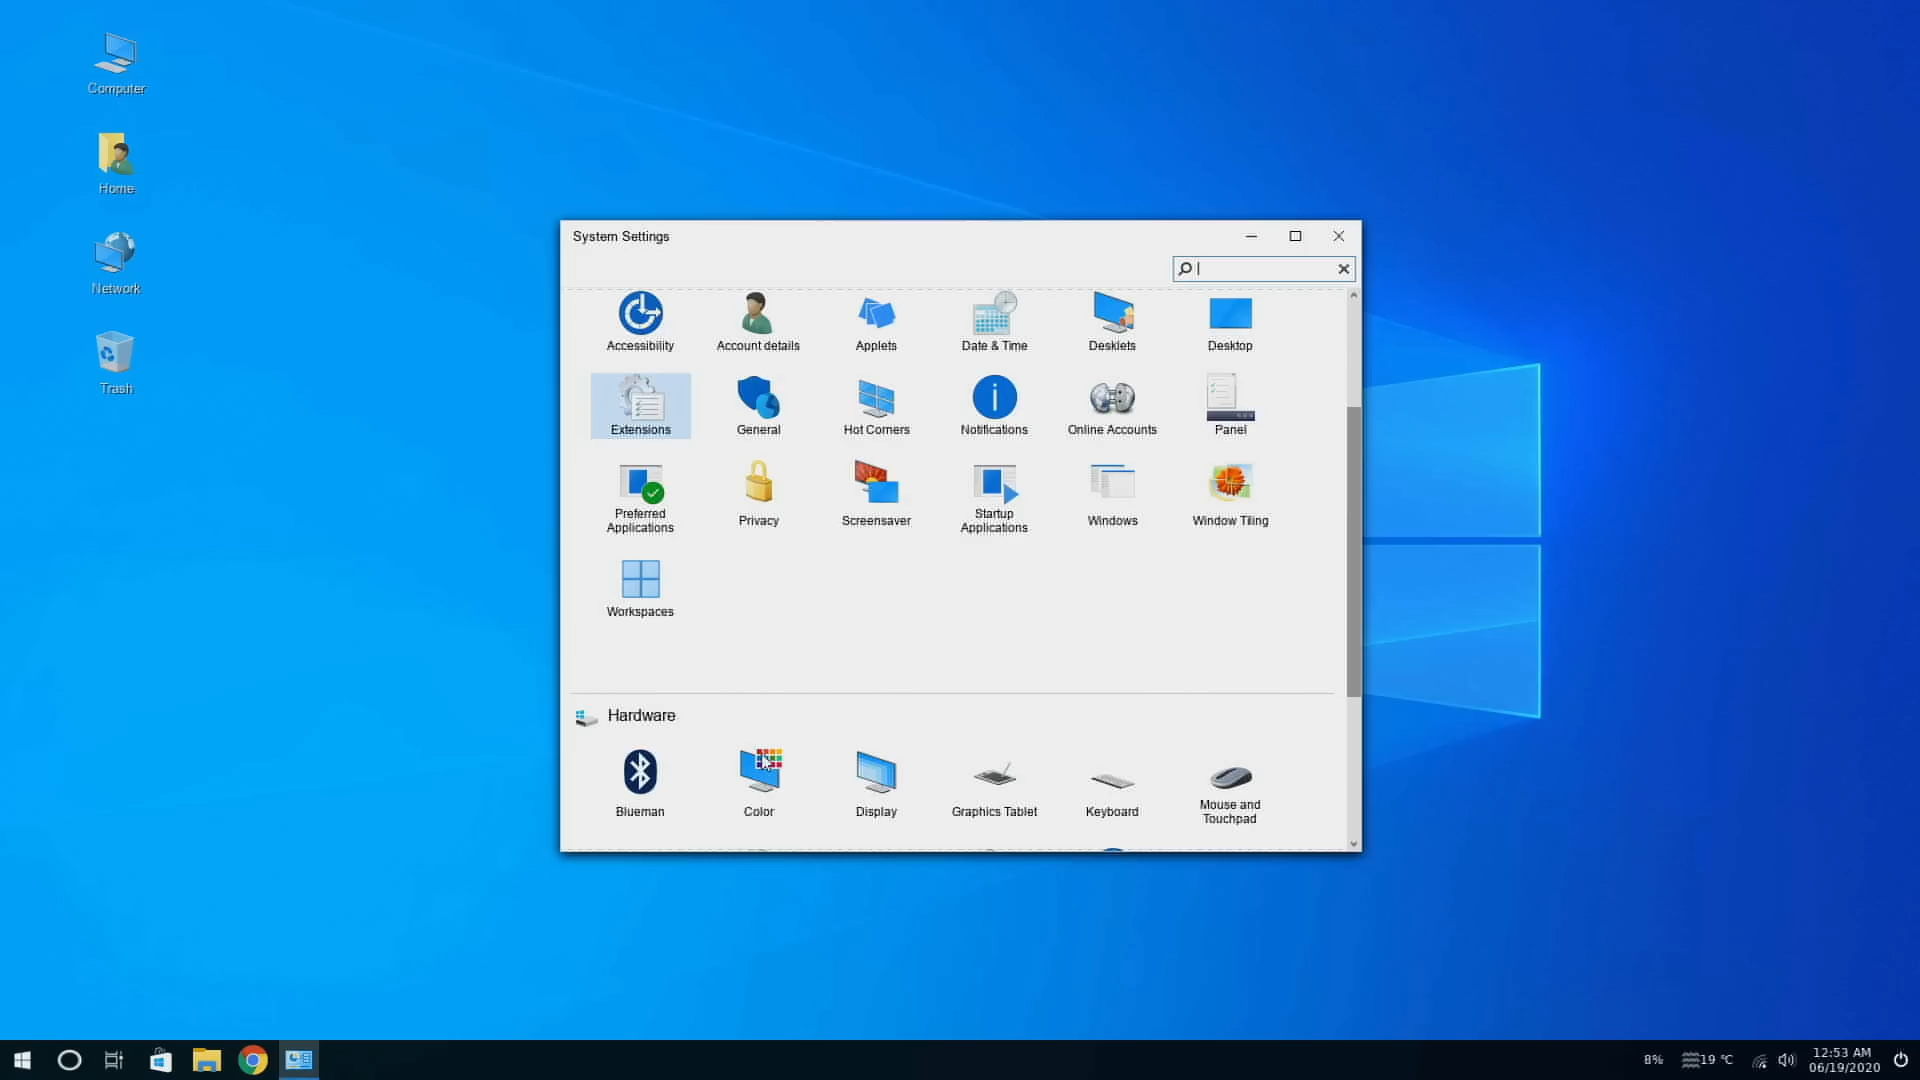 Computer
Home
Network
Trash
System Settings
Accessibility
Account details
Applets
Date & Time
Desklets
Desktop
Extensions
General
Hot Corners
Notifications
Online Accounts
Panel
Preferred
Applications
Privacy
Screensaver
Startup
Applications
Windows
Window Tiling
Workspaces
Hardware
Blueman
Color
Display
Graphics Tablet
Keyboard
Mouse and
Touchpad
8%
19 °C
12:53 AM
06/19/2020